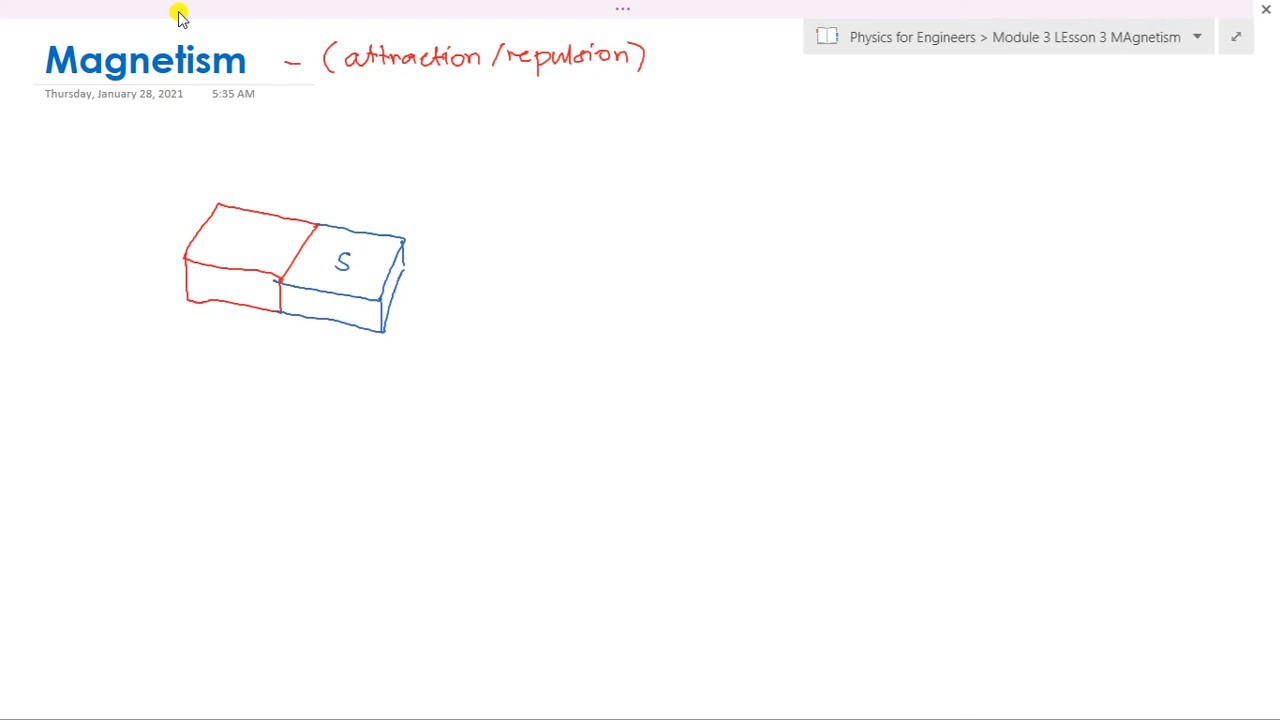 Magnetism - (attraction/repulsion)
Physics for Engineers > Module 3 LEsson 3 MAgnetism
Thursday, January 28, 2021 5:35 AM
S